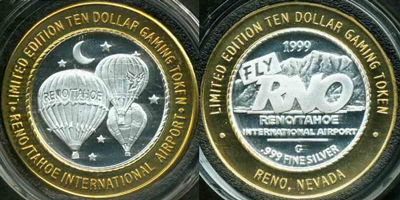 LIMITED EDITION TEN DOLLAR GAMING TOKEN
RENO/TAHOE
RENO/TAHOE INTERNATIONAL AIRPORT
LIMITED EDITION TEN DOLLAR GAMING TOKEN
1999
FLY
RNO
RENO/TAHOE
INTERNATIONAL AIRPORT
G
.999 FINE SILVER
RENO, NEVADA